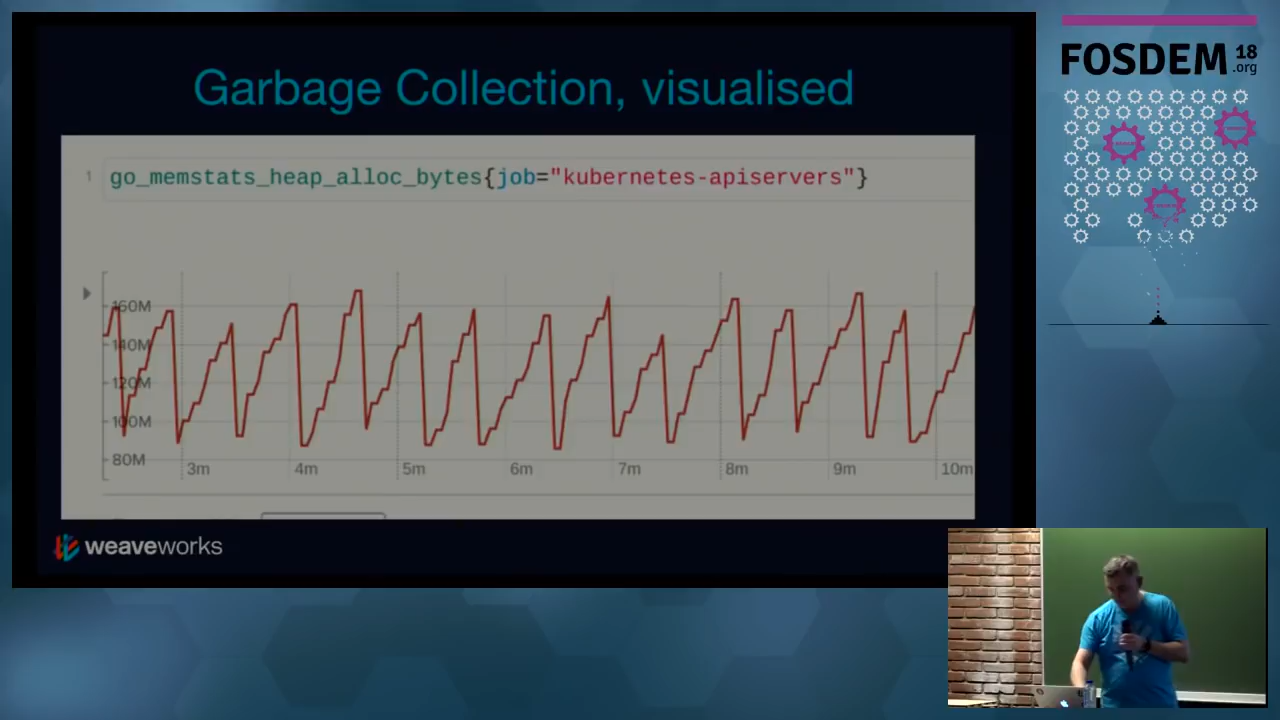 Garbage Collection, visualised
1 go_memstats_heap_alloc_bytes{job="kubernetes-apiservers"}
160M
140M
120M
100M
80M
3m 4m 5m 6m 7m 8m 9m 10m
weaveworks
FOSDEM 18
.org